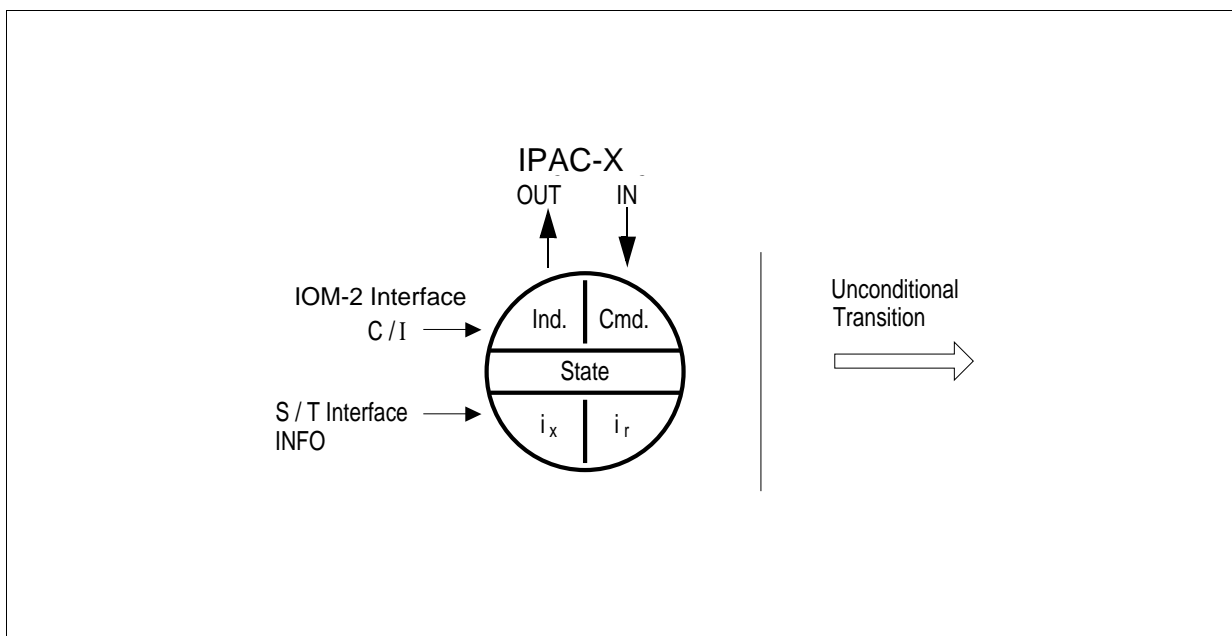 IPAC-X
OUT IN
IOM-2 Interface
C / I
Ind. Cmd.
State
S / T Interface
INFO
i x i r
Unconditional
Transition